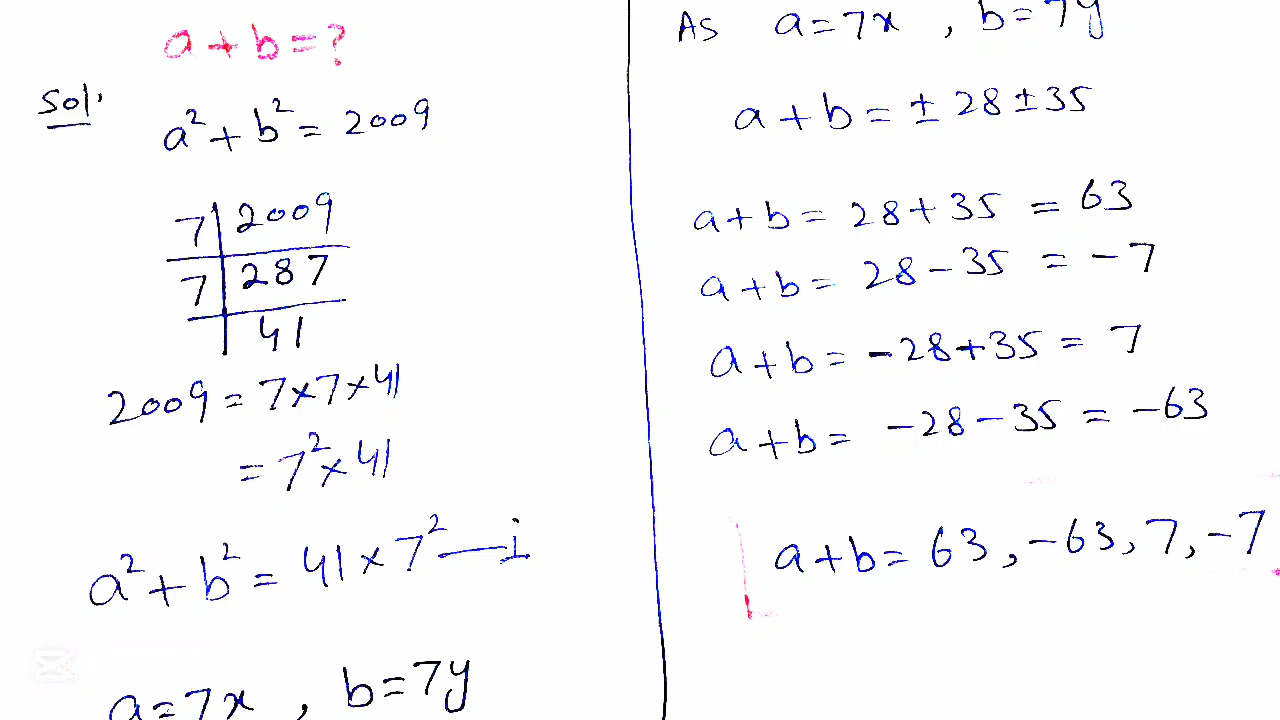 a + b = ?
Sol.
a² + b² = 2009
7 | 2009
7 | 287
41
2009 = 7 × 7 × 41
= 7² × 41
a² + b² = 41 × 7² — i
a = 7x , b = 7y
As a = 7x , b = 7y
a + b = ± 28 ± 35
a + b = 28 + 35 = 63
a + b = 28 - 35 = -7
a + b = -28 + 35 = 7
a + b = -28 - 35 = -63
a + b = 63 , -63 , 7 , -7